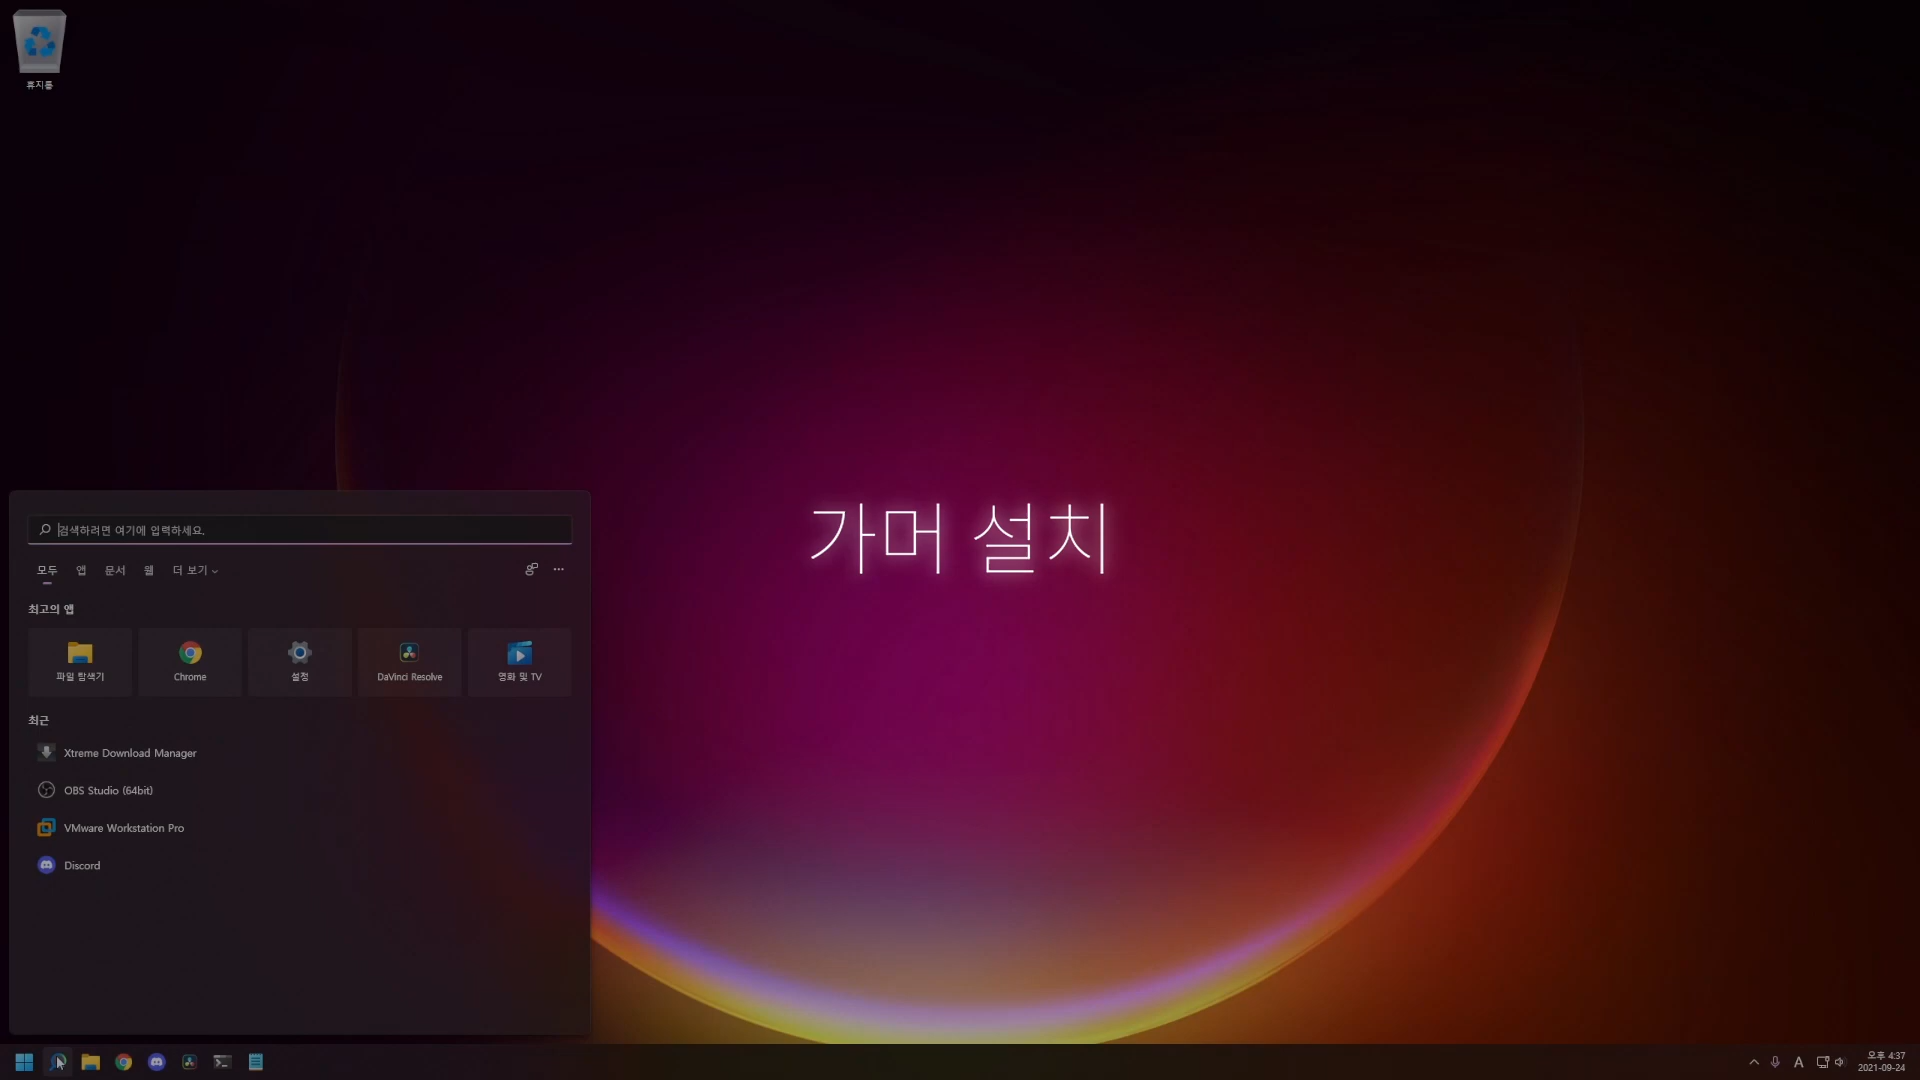 휴지통
가머 설치
검색하려면 여기에 입력하세요.
모두 앱 문서 웹 더 보기
최고의 앱
파일 탐색기 Chrome 설정 DaVinci Resolve 영화 및 TV
최근
Xtreme Download Manager
OBS Studio (64bit)
VMware Workstation Pro
Discord
A
오후 4:37
2021-09-24